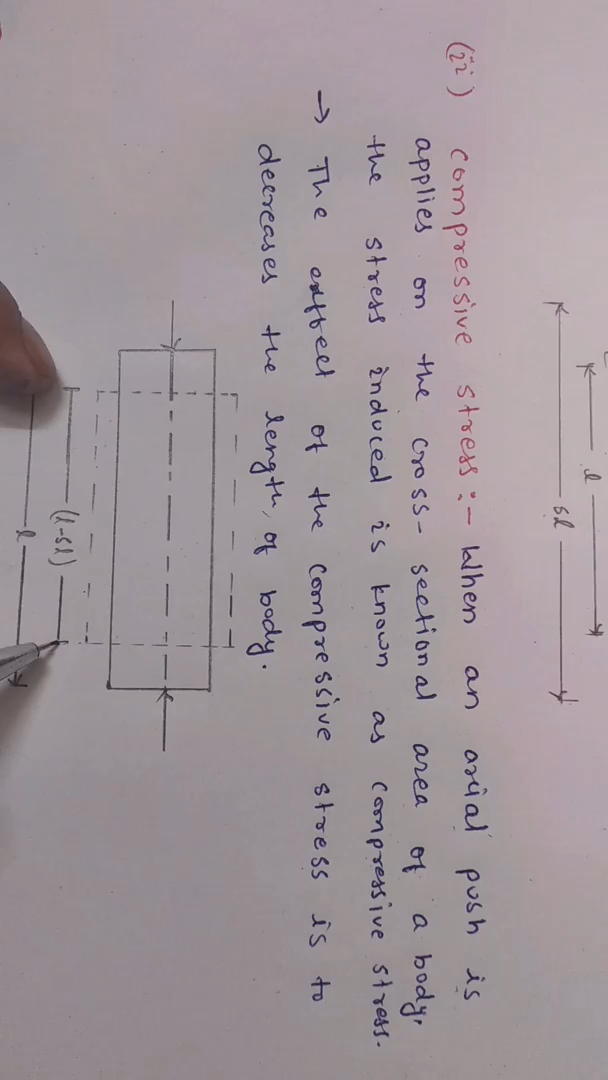 l
δl
(ii) Compressive stress:- When an axial push is
applies on the cross-sectional area of a body,
the stress induced is known as compressive stress.
→ The effect of the compressive stress is to
decreases the length, of body.
(l-δl)
l